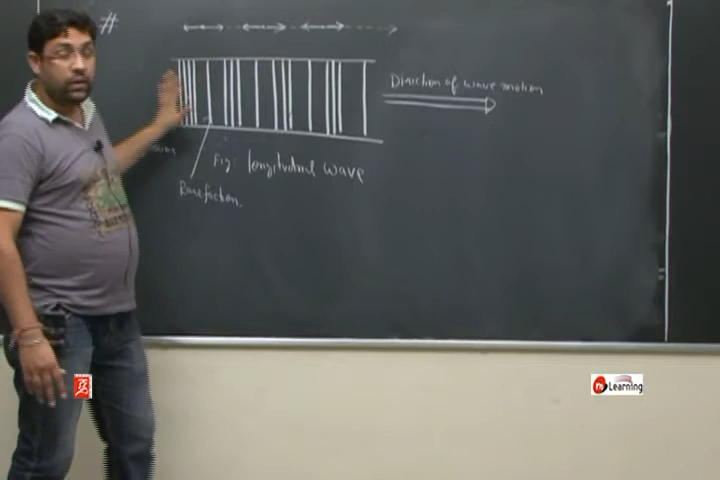 #
Direction of wave motion
Fig: longitudinal wave
Rarefaction.
Learning